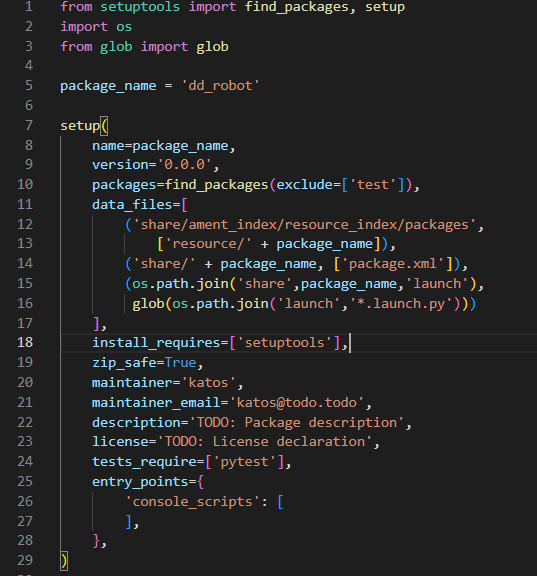 1 from setuptools import find_packages, setup
2 import os
3 from glob import glob
4
5 package_name = 'dd_robot'
6
7 setup(
8     name=package_name,
9     version='0.0.0',
10     packages=find_packages(exclude=['test']),
11     data_files=[
12         ('share/ament_index/resource_index/packages',
13             ['resource/' + package_name]),
14         ('share/' + package_name, ['package.xml']),
15         (os.path.join('share',package_name,'launch'),
16          glob(os.path.join('launch','*.launch.py')))
17     ],
18     install_requires=['setuptools'],
19     zip_safe=True,
20     maintainer='katos',
21     maintainer_email='katos@todo.todo',
22     description='TODO: Package description',
23     license='TODO: License declaration',
24     tests_require=['pytest'],
25     entry_points={
26         'console_scripts': [
27         ],
28     },
29 )